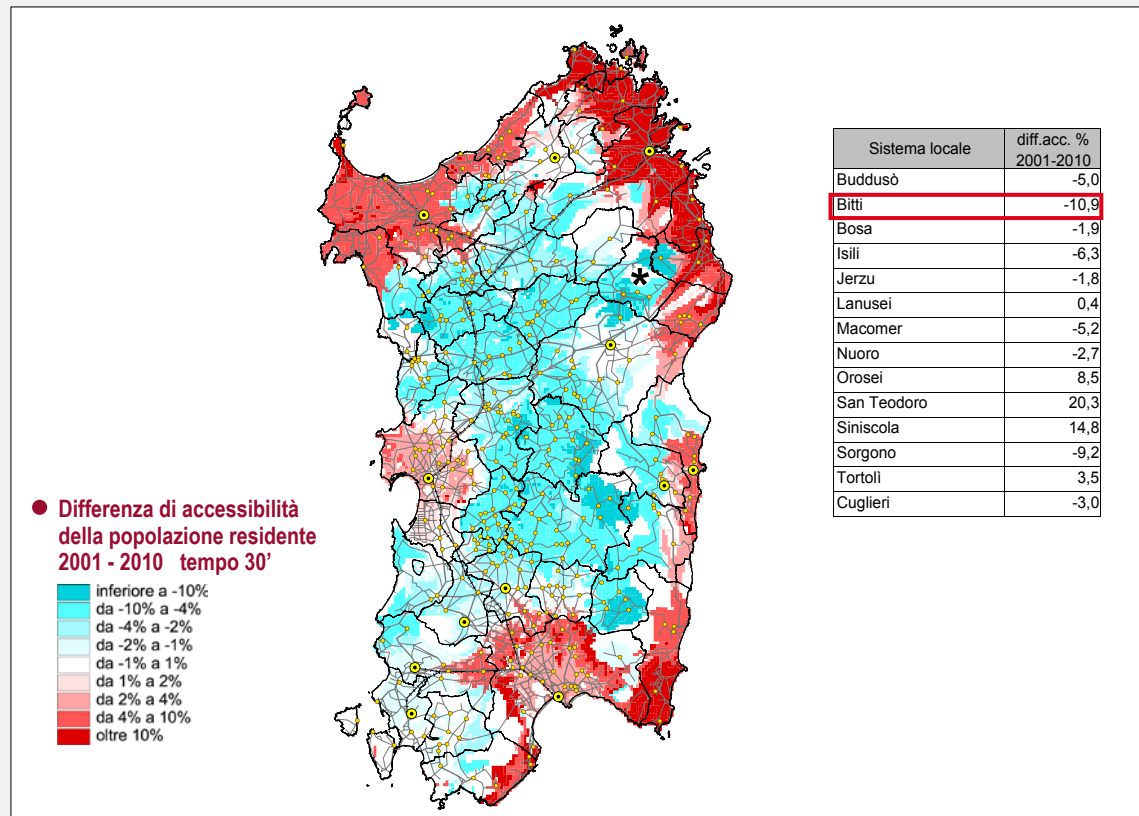 Sistema locale diff.acc. % 2001-2010
Buddusò -5,0
Bitti -10,9
Bosa -1,9
Isili -6,3
Jerzu -1,8
Lanusei 0,4
Macomer -5,2
Nuoro -2,7
Orosei 8,5
San Teodoro 20,3
Siniscola 14,8
Sorgono -9,2
Tortolì 3,5
Cuglieri -3,0
*
● Differenza di accessibilità
della popolazione residente
2001 - 2010 tempo 30'
inferiore a -10%
da -10% a -4%
da -4% a -2%
da -2% a -1%
da -1% a 1%
da 1% a 2%
da 2% a 4%
da 4% a 10%
oltre 10%